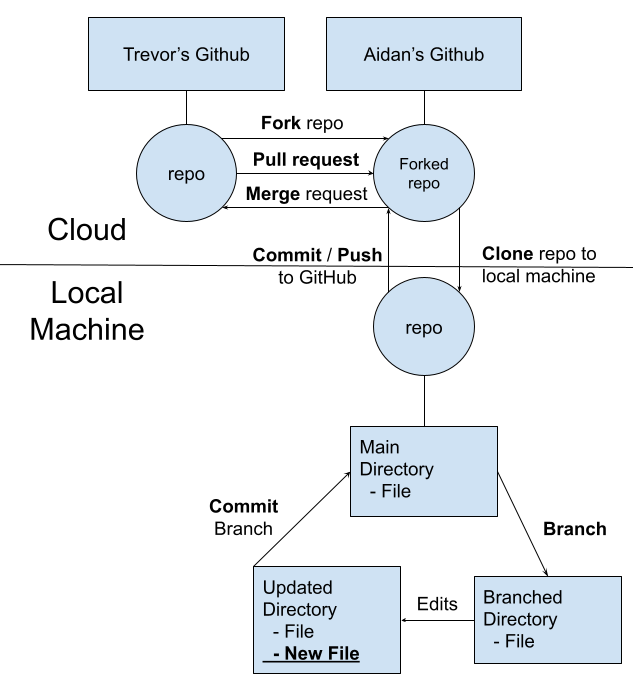 Trevor's Github
Aidan's Github
Fork repo
repo
Pull request
Forked
repo
Merge request
Cloud
Commit / Push
to GitHub
Clone repo to
local machine
Local
Machine
repo
Main
Directory
- File
Commit
Branch
Branch
Updated
Directory
- File
- New File
Edits
Branched
Directory
- File